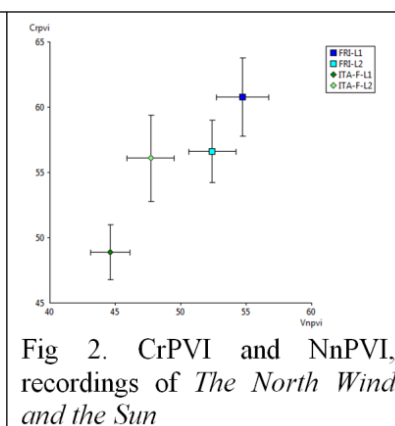 Crpvi
65
60
55
50
45
40 45 50 55 60
Vnpvi
FRI-L1
FRI-L2
ITA-F-L1
ITA-F-L2
Fig 2. CrPVI and NnPVI,
recordings of The North Wind
and the Sun